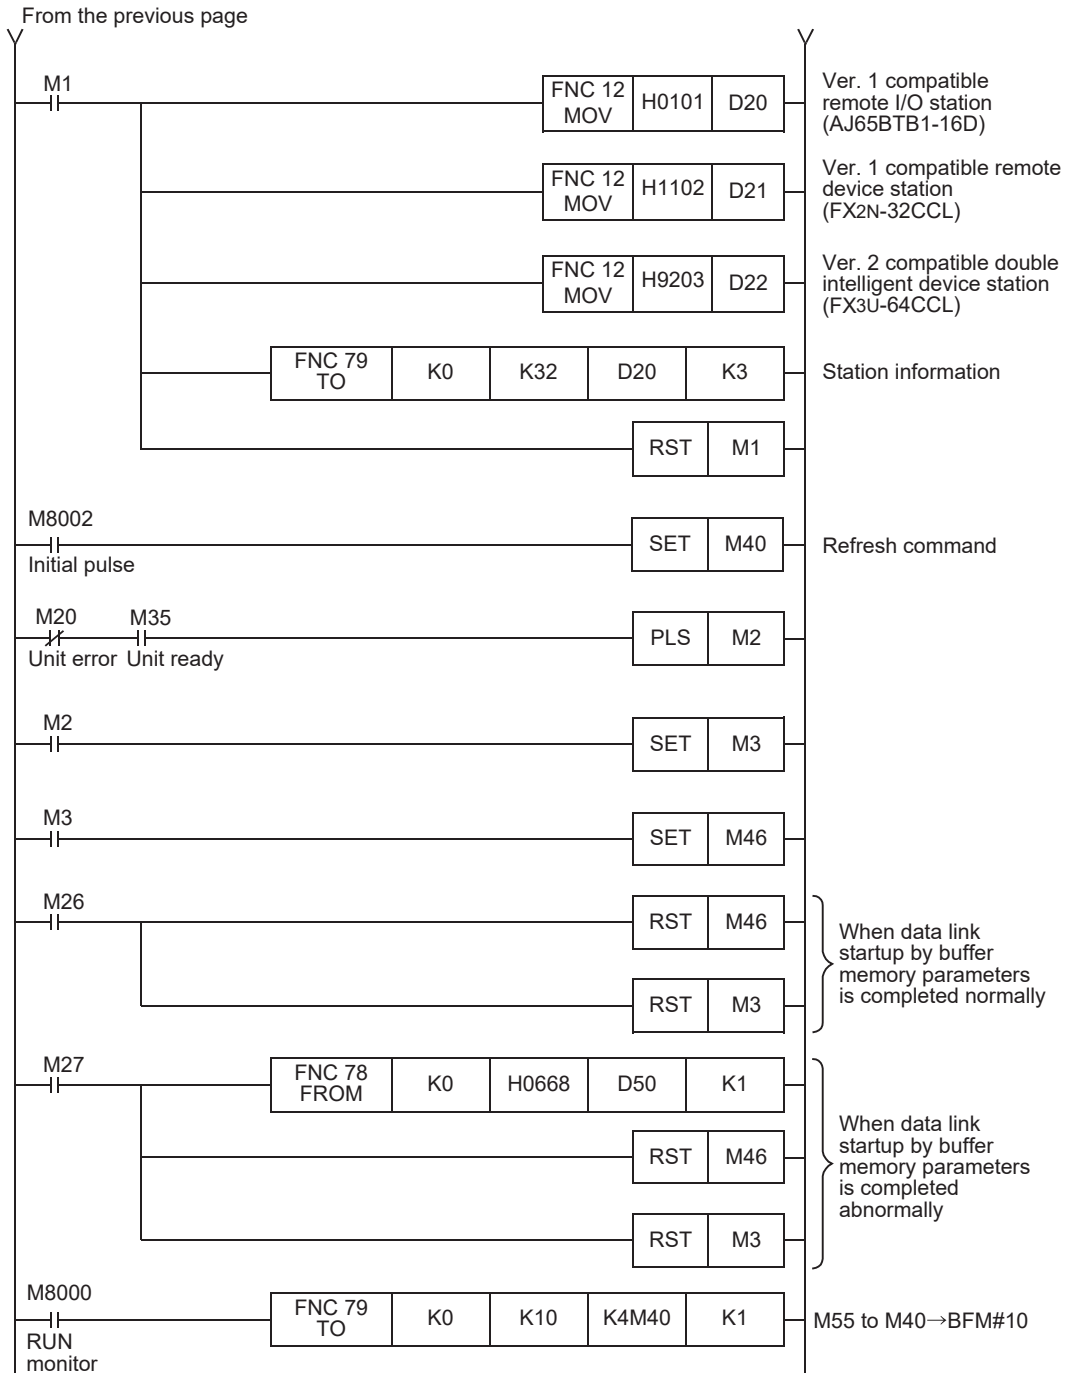 From the previous page
M1
FNC 12
MOV
H0101
D20
Ver. 1 compatible
remote I/O station
(AJ65BTB1-16D)
FNC 12
MOV
H1102
D21
Ver. 1 compatible remote
device station
(FX2N-32CCL)
FNC 12
MOV
H9203
D22
Ver. 2 compatible double
intelligent device station
(FX3U-64CCL)
FNC 79
TO
K0
K32
D20
K3
Station information
RST
M1
M8002
Initial pulse
SET
M40
Refresh command
M20
Unit error
M35
Unit ready
PLS
M2
M2
SET
M3
M3
SET
M46
M26
RST
M46
RST
M3
When data link
startup by buffer
memory parameters
is completed normally
M27
FNC 78
FROM
K0
H0668
D50
K1
RST
M46
RST
M3
When data link
startup by buffer
memory parameters
is completed
abnormally
M8000
RUN
monitor
FNC 79
TO
K0
K10
K4M40
K1
M55 to M40→BFM#10